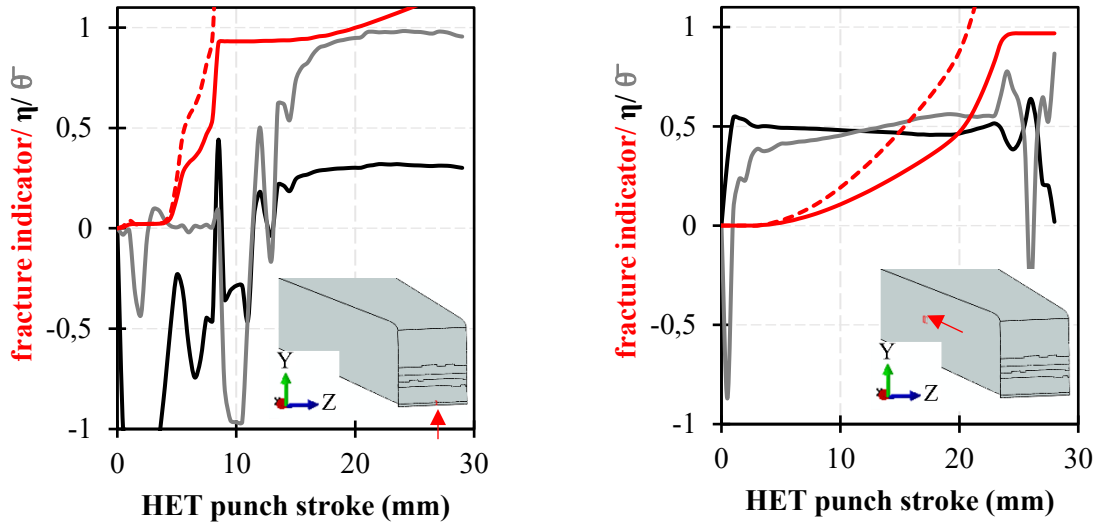 fracture indicator/ η/ θ̄
1
0,5
0
-0,5
-1
0
10
20
30
HET punch stroke (mm)
Y
Z
fracture indicator/ η/ θ̄
1
0,5
0
-0,5
-1
0
10
20
30
HET punch stroke (mm)
Y
Z